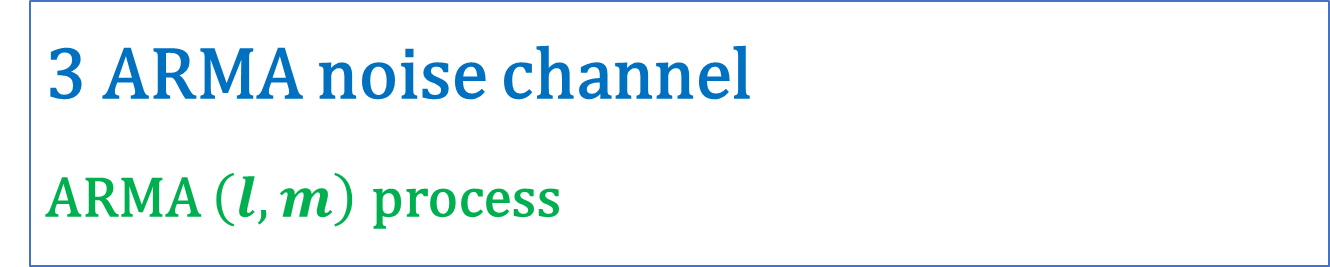 3 ARMA noise channel
ARMA (l, m) process